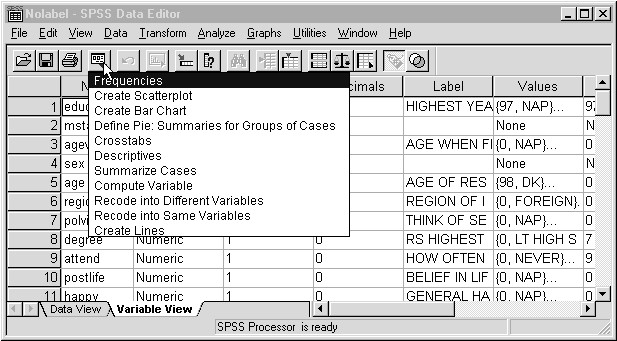 Nolabel - SPSS Data Editor
File Edit View Data Transform Analyze Graphs Utilities Window Help
Frequencies
Create Scatterplot
Create Bar Chart
Define Pie: Summaries for Groups of Cases
Crosstabs
Descriptives
Summarize Cases
Compute Variable
Recode into Different Variables
Recode into Same Variables
Create Lines
N cimals Label Values
1 educ HIGHEST YEA {97, NAP}... 97
2 msta None N
3 agew AGE WHEN FI {0, NAP}... 0
4 sex None N
5 age AGE OF RES {98, DK}... 0
6 regio REGION OF I {0, FOREIGN}. 0
7 polvi THINK OF SE {0, NAP}... 0
8 degree Numeric 1 0 RS HIGHEST {0, LT HIGH S 7
9 attend Numeric 1 0 HOW OFTEN {0, NEVER}... 9
10 postlife Numeric 1 0 BELIEF IN LIF {0, NAP}... 0
11 happy Numeric 1 0 GENERAL HA {0, NAP}... 0
Data View Variable View
SPSS Processor is ready